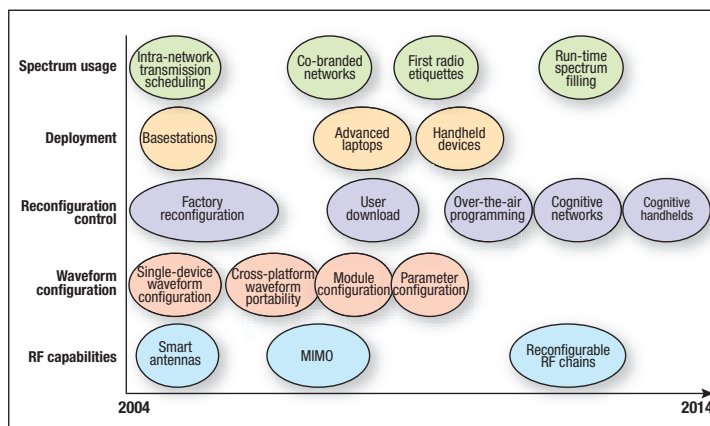 Spectrum usage
Intra-network
transmission
scheduling
Co-branded
networks
First radio
etiquettes
Run-time
spectrum
filling
Deployment
Basestations
Advanced
laptops
Handheld
devices
Reconfiguration
control
Factory
reconfiguration
User
download
Over-the-air
programming
Cognitive
networks
Cognitive
handhelds
Waveform
configuration
Single-device
waveform
configuration
Cross-platform
waveform
portability
Module
configuration
Parameter
configuration
RF capabilities
Smart
antennas
MIMO
Reconfigurable
RF chains
2004
2014